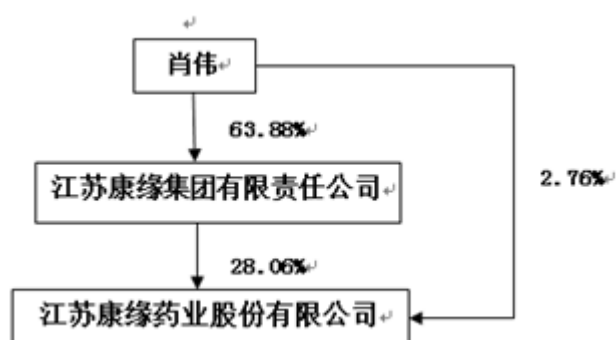 肖伟
63.88%
江苏康缘集团有限责任公司
2.76%
28.06%
江苏康缘药业股份有限公司